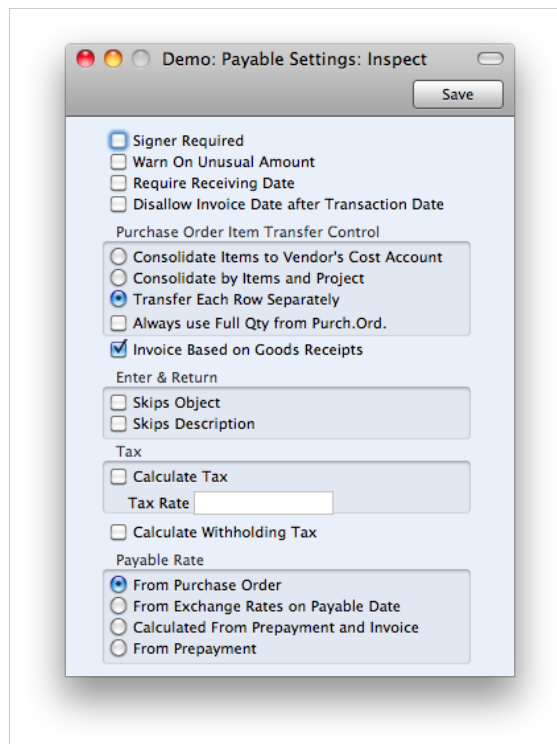 Demo: Payable Settings: Inspect
Save
Signer Required
Warn On Unusual Amount
Require Receiving Date
Disallow Invoice Date after Transaction Date
Purchase Order Item Transfer Control
Consolidate Items to Vendor's Cost Account
Consolidate by Items and Project
Transfer Each Row Separately
Always use Full Qty from Purch.Ord.
Invoice Based on Goods Receipts
Enter & Return
Skips Object
Skips Description
Tax
Calculate Tax
Tax Rate
Calculate Withholding Tax
Payable Rate
From Purchase Order
From Exchange Rates on Payable Date
Calculated From Prepayment and Invoice
From Prepayment